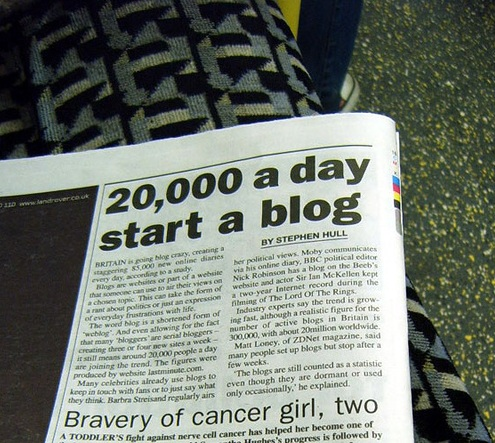 110 www.landrover.co.uk
20,000 a day
start a blog
BY STEPHEN HULL
BRITAIN is going blog crazy, creating a
staggering 85,000 new online diaries
every day, according to a study.
Blogs are websites or part of a website
that someone can use to air their views on
a chosen topic. This can take the form of
a rant about politics or just an expression
of everyday frustrations with life.
The word blog is a shortened form of
'weblog'. And even allowing for the fact
that many 'bloggers' are serial bloggers –
creating three or four new sites a week –
it still means around 20,000 people a day
are joining the trend. The figures were
produced by website lastminute.com.
Many celebrities already use blogs to
keep in touch with fans or to just say what
they think. Barbra Streisand regularly airs
her political views. Moby communicates
via his online diary, BBC political editor
Nick Robinson has a blog on the Beeb's
website and actor Sir Ian McKellen kept
a two-year Internet record during the
filming of The Lord Of The Rings.
Industry experts say the trend is grow-
ing fast, although a realistic figure for the
number of active blogs in Britain is
300,000, with about 20million worldwide.
Matt Loney, of ZDNet magazine, said
many people set up blogs but stop after a
few weeks.
'The blogs are still counted as a statistic
even though they are dormant or used
only occasionally,' he explained.
Bravery of cancer girl, two
A TODDLER'S fight against nerve cell cancer has helped her become one of
Hughes's progress is followed by